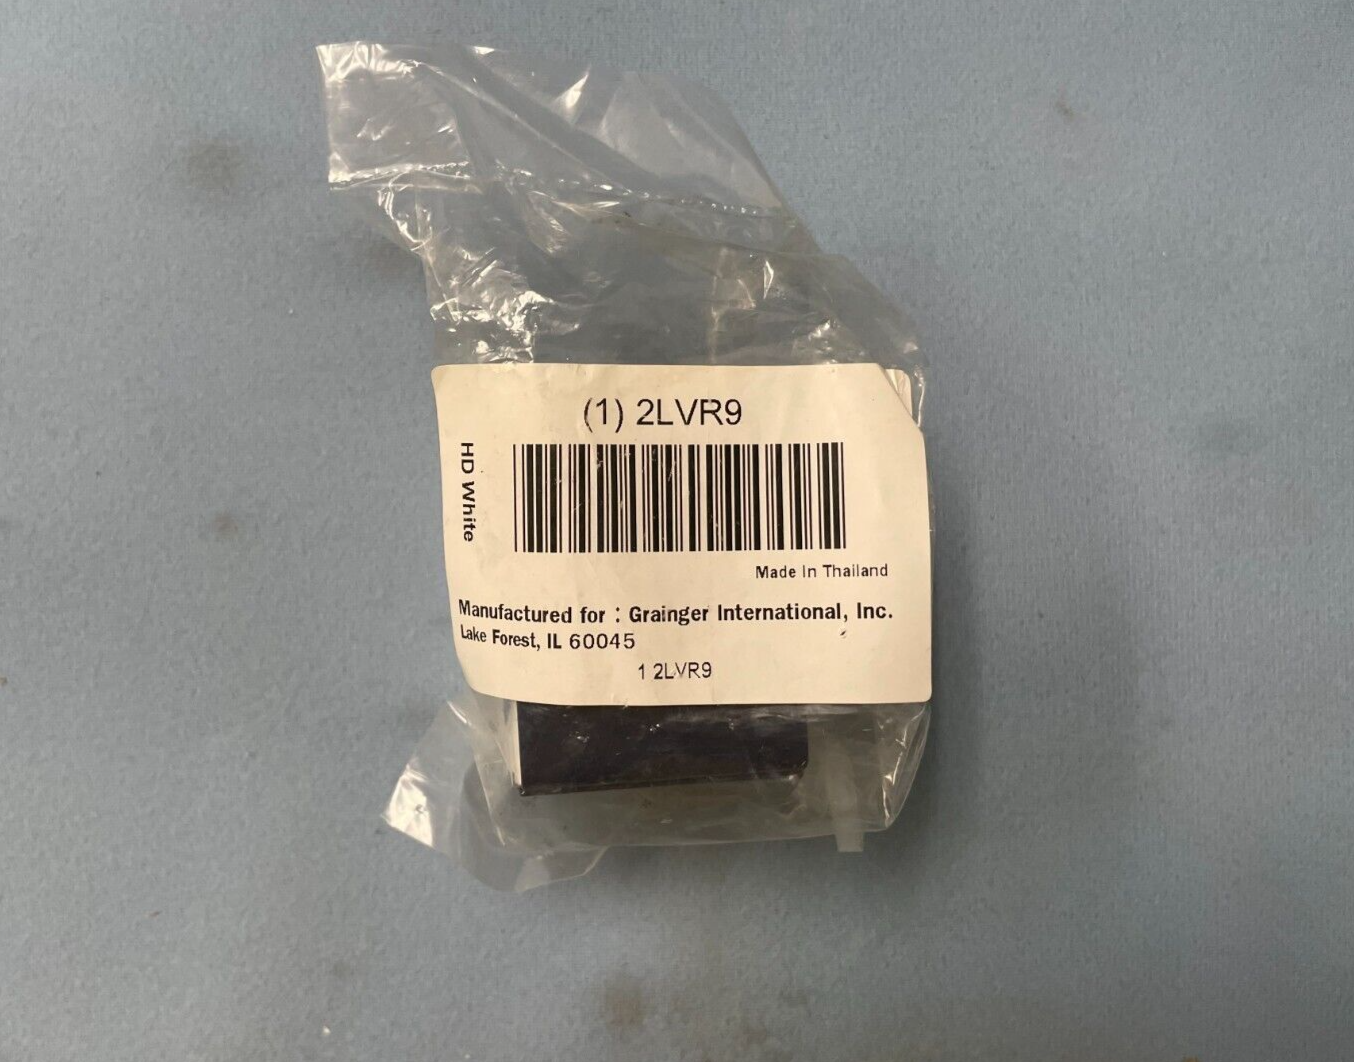 (1) 2LVR9
HD White
Made In Thailand
Manufactured for : Grainger International, Inc.
Lake Forest, IL 60045
1 2LVR9